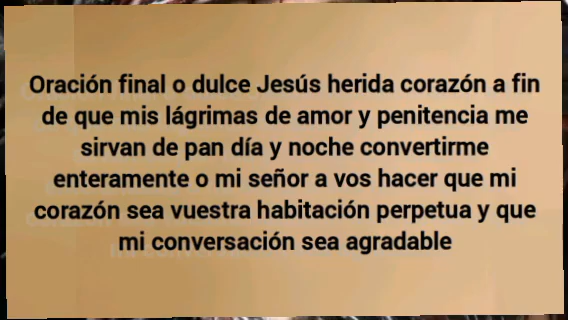 Oración final o dulce Jesús herida corazón a fin
de que mis lágrimas de amor y penitencia me
sirvan de pan día y noche convertirme
enteramente o mi señor a vos hacer que mi
corazón sea vuestra habitación perpetua y que
mi conversación sea agradable